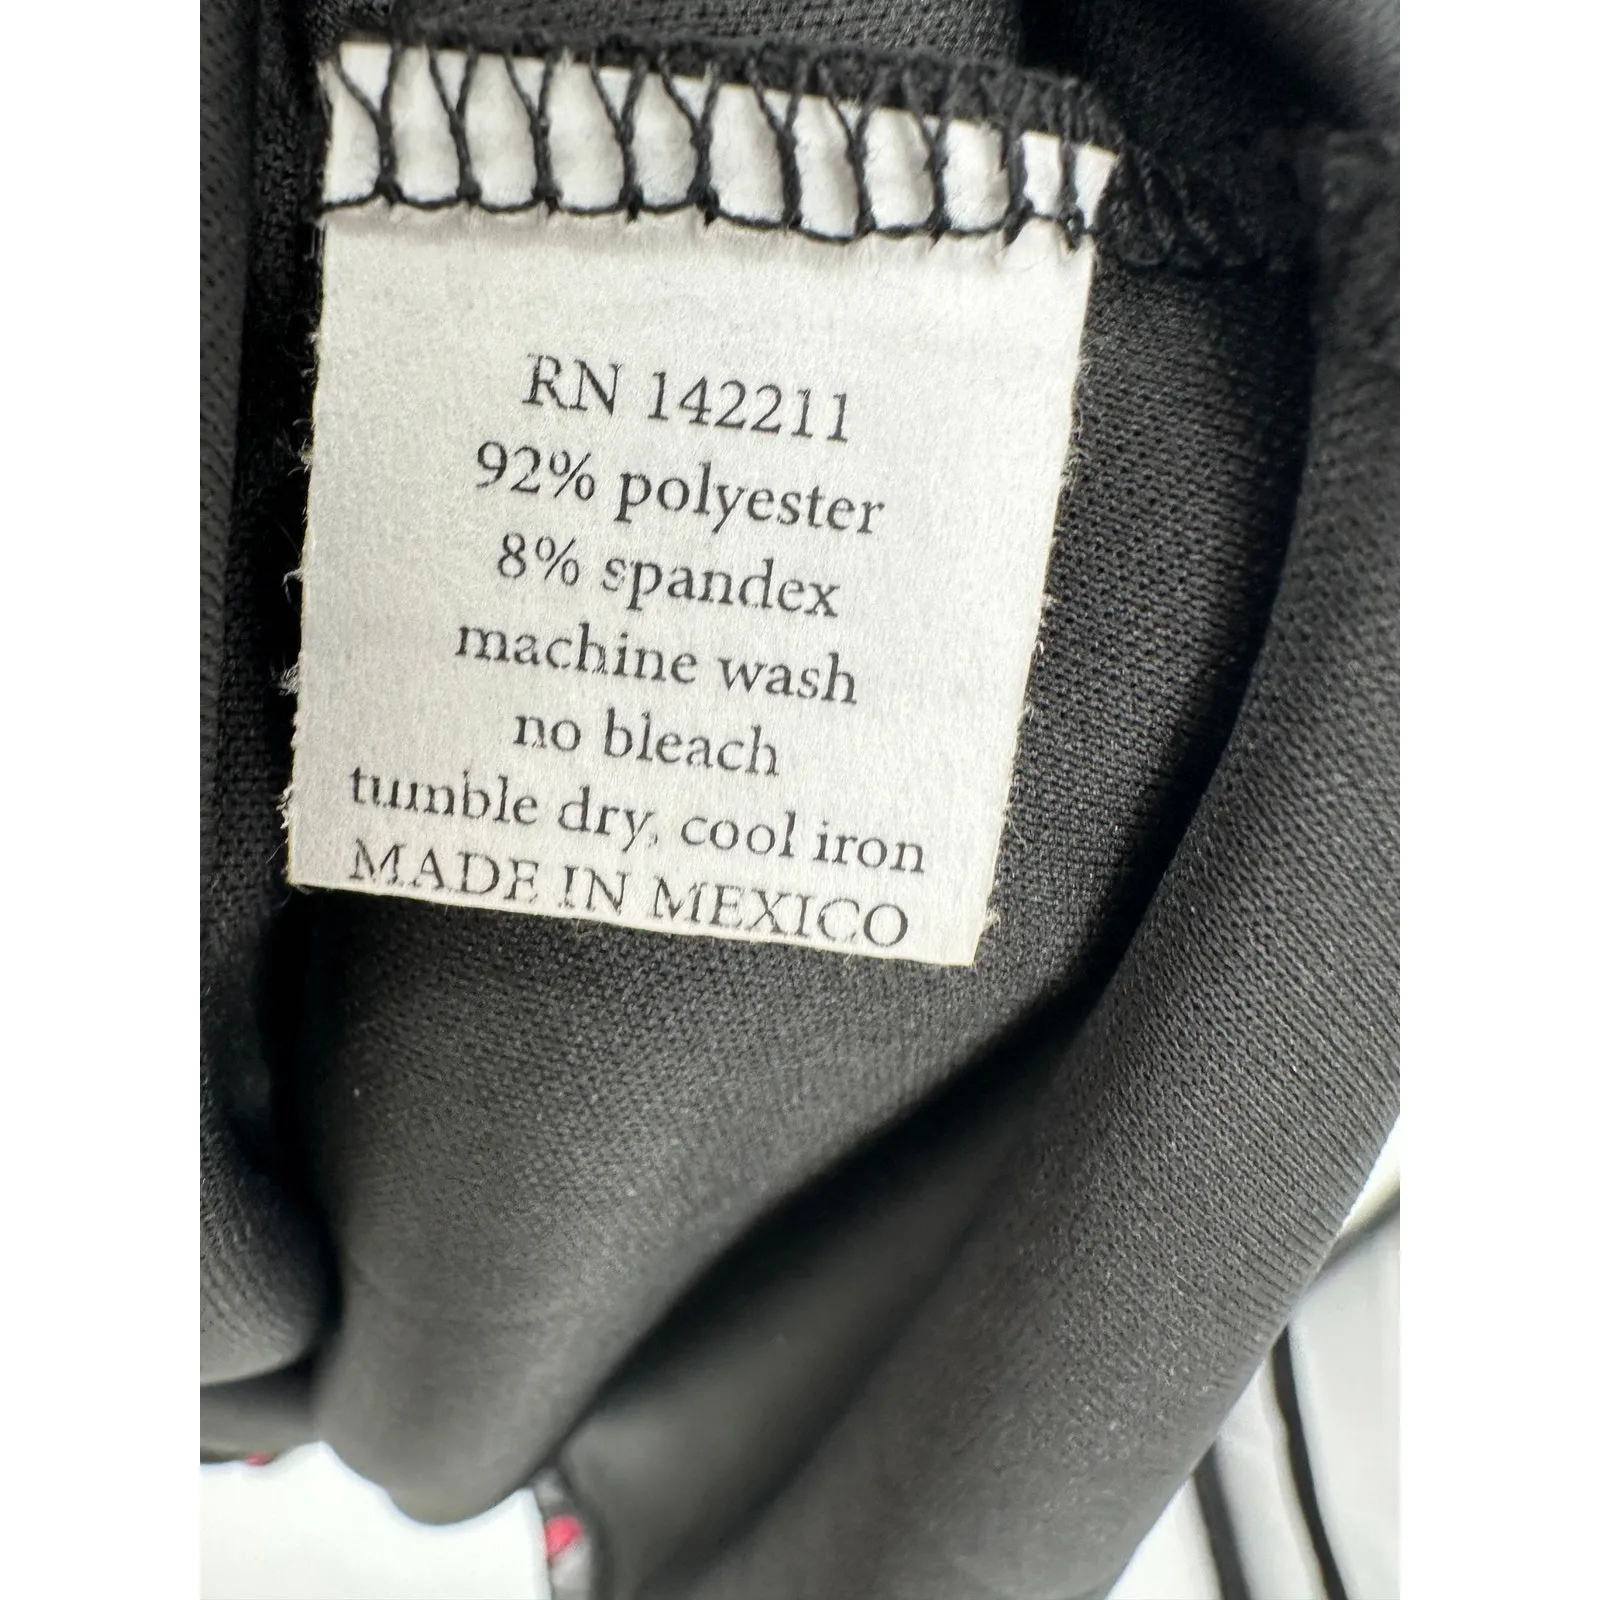 RN 142211
92% polyester
8% spandex
machine wash
no bleach
tumble dry, cool iron
MADE IN MEXICO